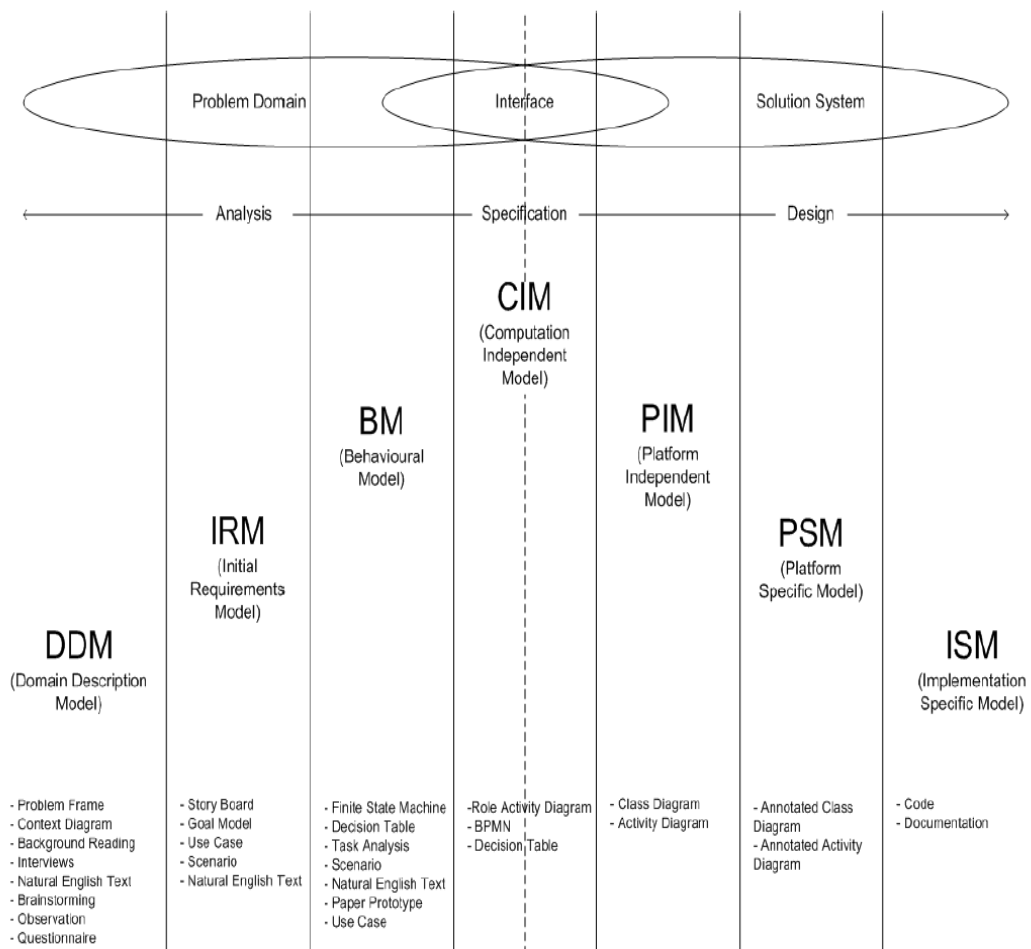 Problem Domain
Interface
Solution System
Analysis
Specification
Design
CIM
(Computation
Independent
Model)
BM
(Behavioural
Model)
PIM
(Platform
Independent
Model)
IRM
(Initial
Requirements
Model)
PSM
(Platform
Specific Model)
DDM
(Domain Description
Model)
ISM
(Implementation
Specific Model)
- Problem Frame
- Context Diagram
- Background Reading
- Interviews
- Natural English Text
- Brainstorming
- Observation
- Questionnaire
- Story Board
- Goal Model
- Use Case
- Scenario
- Natural English Text
- Finite State Machine
- Decision Table
- Task Analysis
- Scenario
- Natural English Text
- Paper Prototype
- Use Case
-Role Activity Diagram
- BPMN
- Decision Table
- Class Diagram
- Activity Diagram
- Annotated Class
Diagram
- Annotated Activity
Diagram
- Code
- Documentation